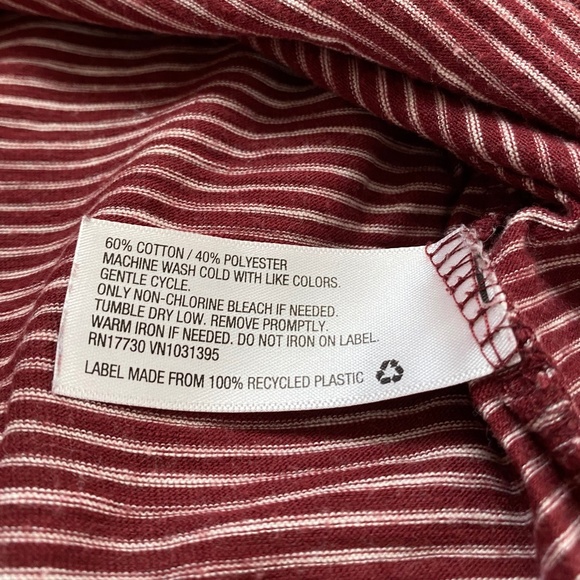 60% COTTON / 40% POLYESTER
MACHINE WASH COLD WITH LIKE COLORS.
GENTLE CYCLE.
ONLY NON-CHLORINE BLEACH IF NEEDED.
TUMBLE DRY LOW. REMOVE PROMPTLY.
WARM IRON IF NEEDED. DO NOT IRON ON LABEL.
RN17730 VN1031395
LABEL MADE FROM 100% RECYCLED PLASTIC